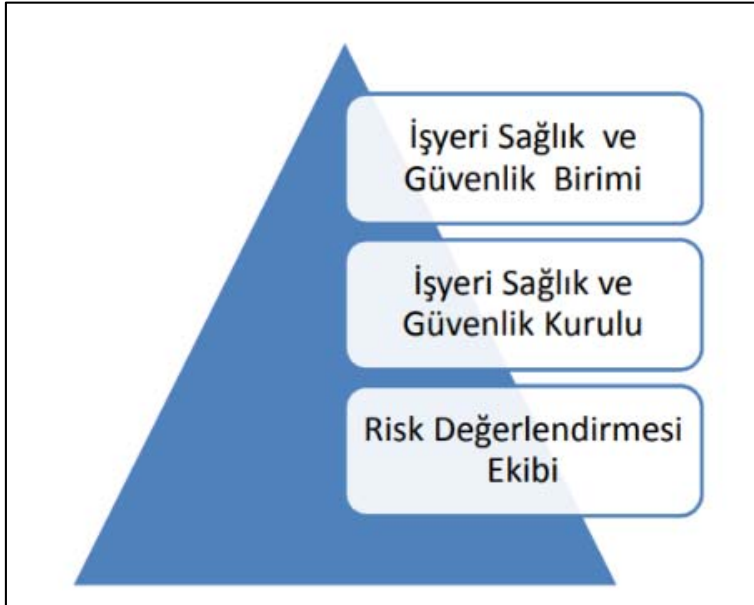 İşyeri Sağlık ve
Güvenlik Birimi
İşyeri Sağlık ve
Güvenlik Kurulu
Risk Değerlendirmesi
Ekibi